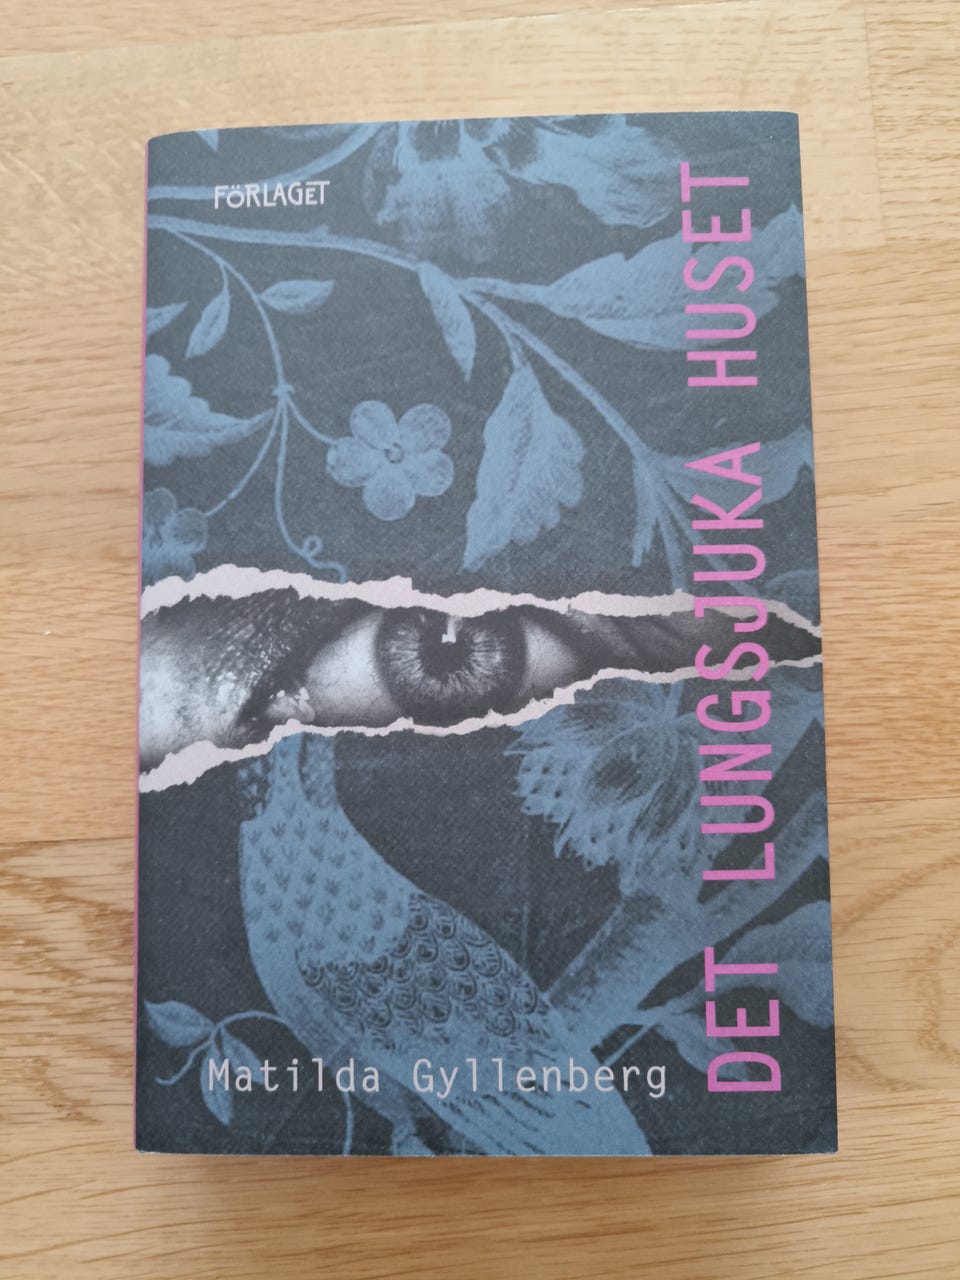 FÖRLAGET
DET LUNGSJUKA HUSET
Matilda Gyllenberg